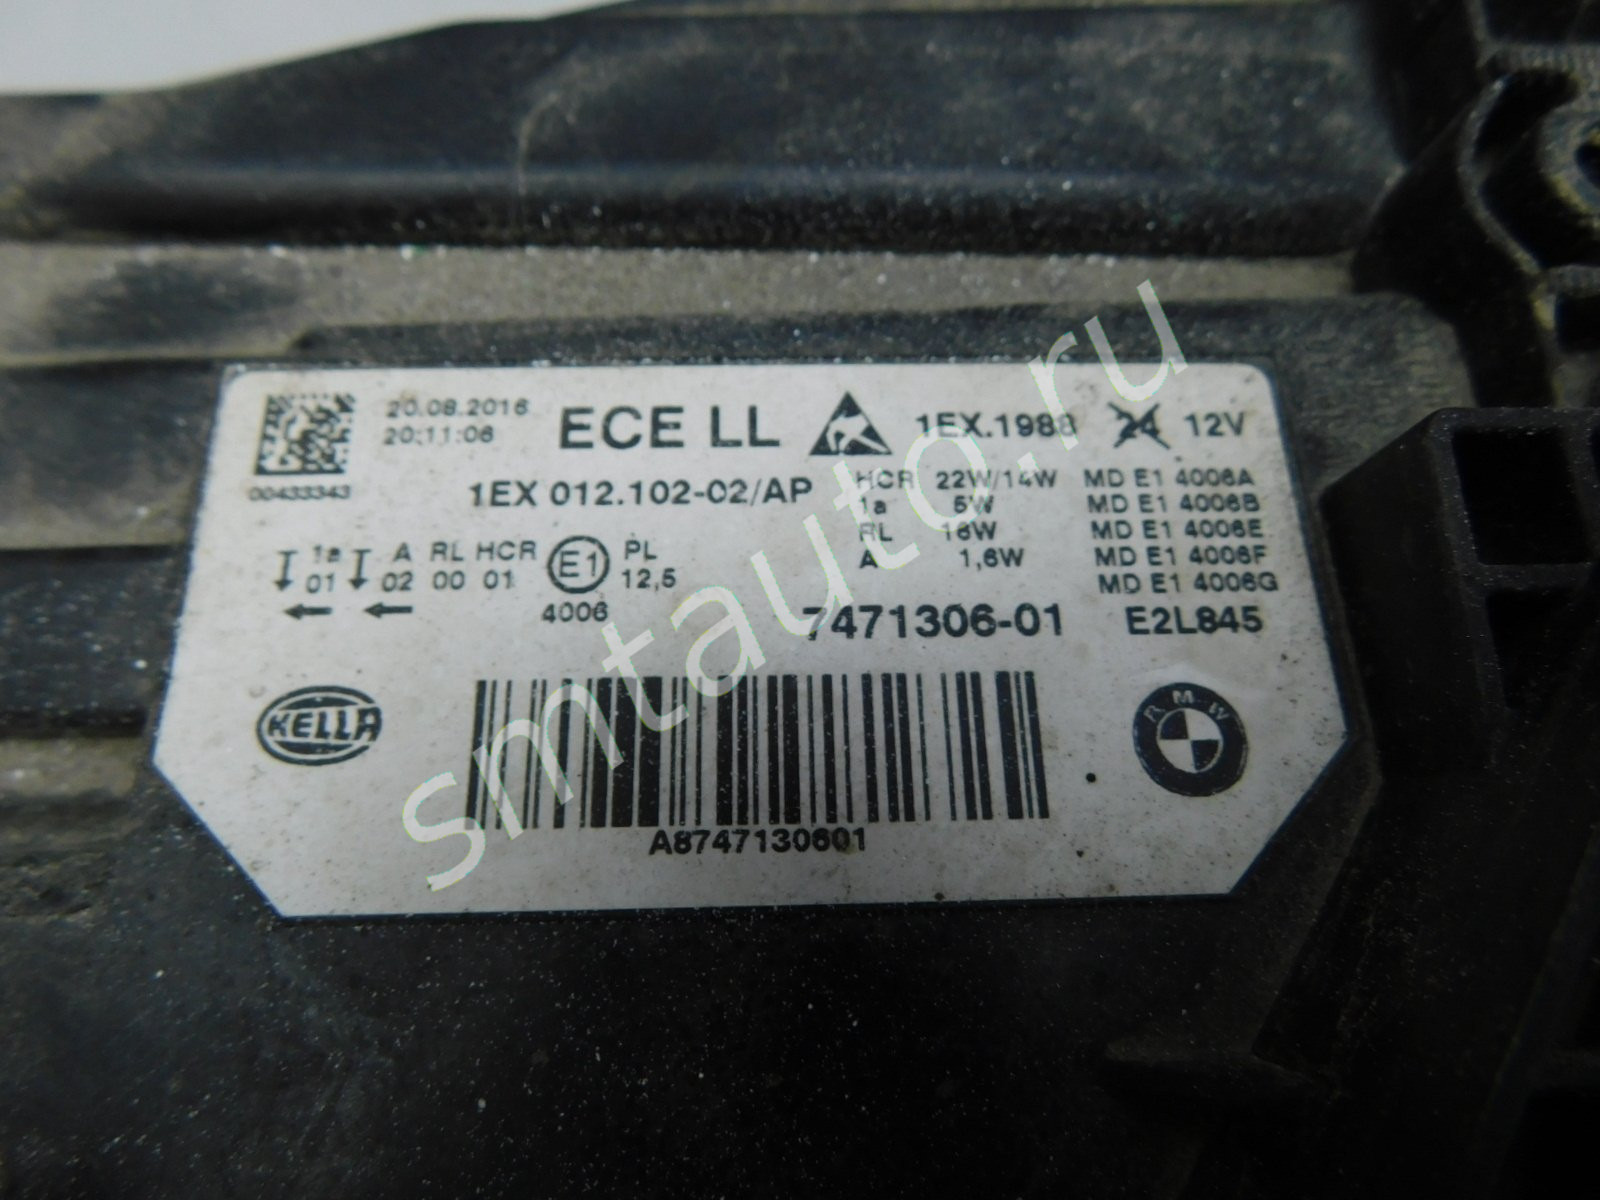 20.08.2016
20:11:06
ECE LL
1EX.1988 24 12V
00433343
1EX 012.102-02/AP
HCR 22W/14W MD E1 4006A
1a 5W MD E1 4006B
RL 16W MD E1 4006E
A 1,6W MD E1 4006F
MD E1 4006G
1a A RL HCR E1 PL
01 02 00 01 12,5
4006
7471306-01 E2L845
HELLA
BMW
A8747130601
smtauto.ru